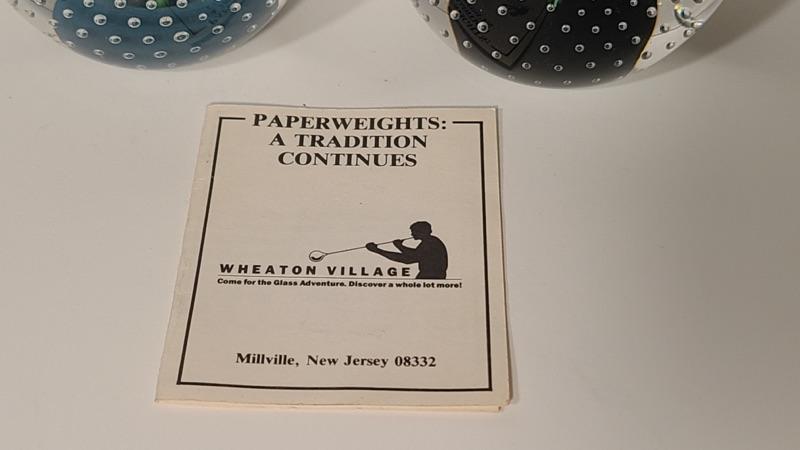 PAPERWEIGHTS:
A TRADITION
CONTINUES
WHEATON VILLAGE
Come for the Glass Adventure. Discover a whole lot more!
Millville, New Jersey 08332